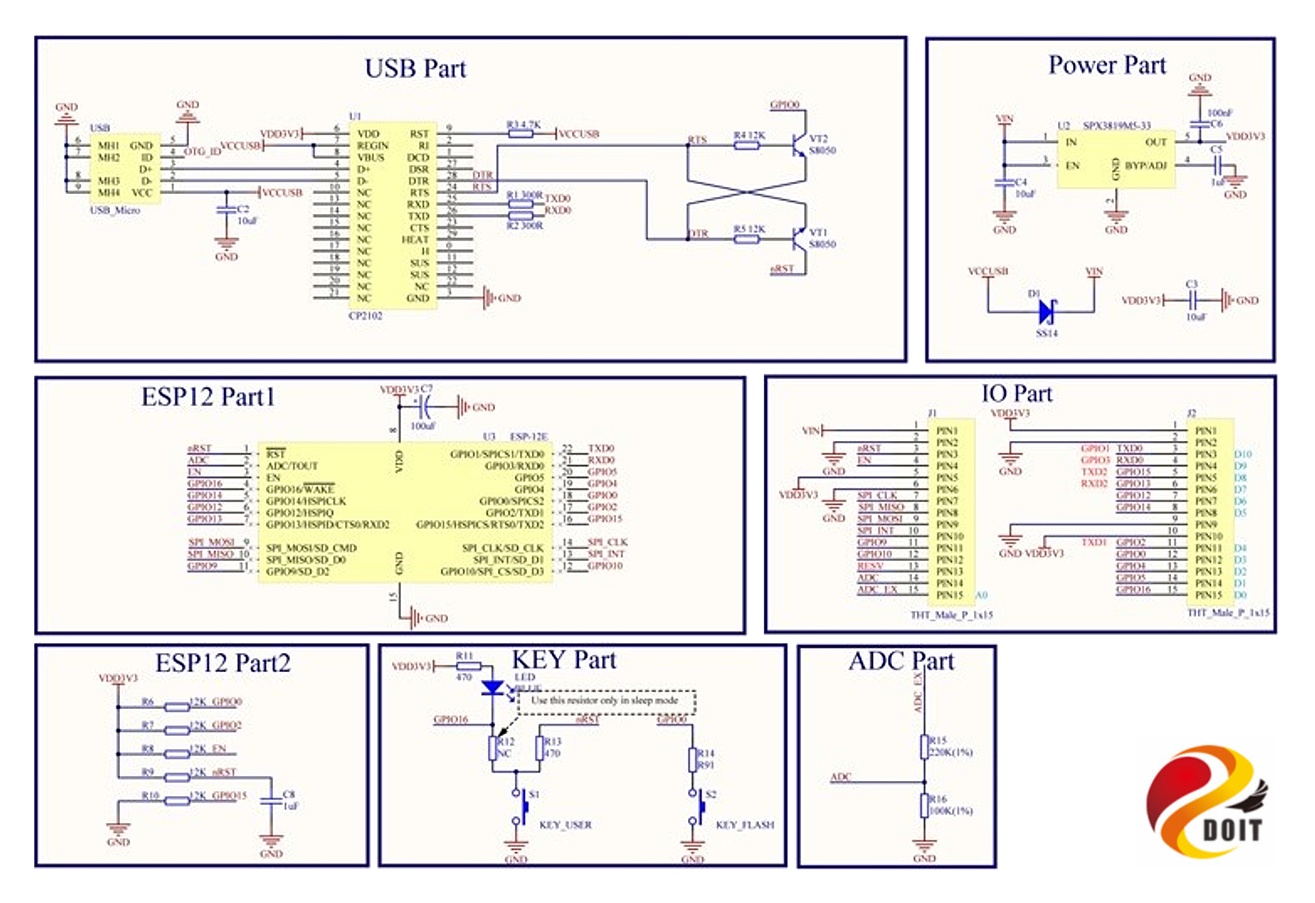 USB Part
GND
GND
USB
6 MH1 GND 5
7 MH2 ID 4 OTG_ID
D+ 3
8 MH3 D- 2
9 MH4 VCC 1
USB_Micro
VCCUSB
C2
10uF
GND
U1
VDD3V3 6 VDD RST 9 R3 4.7K VCCUSB
VCCUSB 7 REGIN RI 2
8 VBUS DCD 1
4 D+ DSR 27
5 D- DTR 28 DTR
10 NC RTS 24 RTS
13 NC RXD 25 R1 300R TXD0
14 NC TXD 26 RXD0
15 NC CTS 23 R2 300R
16 NC HEAT 29
17 NC H 0
18 NC SUS 11
19 NC SUS 12
20 NC NC 22
21 NC GND 3 GND
CP2102
GPIO0
RTS R4 12K VT2
S8050
DTR R5 12K VT1
S8050
nRST
Power Part
GND
100nF
C6
VIN
U2 SPX3819M5-33
1 IN OUT 5 VDD3V3
3 EN BYP/ADJ 4 C5
1uF
GND
GND
2
C4
10uF
GND
GND
VCCUSB VIN
D1
SS14
VDD3V3 C3 GND
10uF
ESP12 Part1
VDD3V3 C7
+
GND
100uF
8
U3 ESP-12E
VDD
nRST 1 RST GPIO1/SPICS1/TXD0 22 TXD0
ADC 2 ADC/TOUT GPIO3/RXD0 21 RXD0
EN 3 EN GPIO5 20 GPIO5
GPIO16 4 GPIO16/WAKE GPIO4 19 GPIO4
GPIO14 5 GPIO14/HSPICLK GPIO0/SPICS2 18 GPIO0
GPIO12 6 GPIO12/HSPIQ GPIO2/TXD1 17 GPIO2
GPIO13 7 GPIO13/HSPID/CTS0/RXD2 GPIO15/HSPICS/RTS0/TXD2 16 GPIO15
SPI_MOSI 9 SPI_MOSI/SD_CMD SPI_CLK/SD_CLK 14 SPI_CLK
SPI_MISO 10 SPI_MISO/SD_D0 SPI_INT/SD_D1 13 SPI_INT
GPIO9 11 GPIO9/SD_D2 GPIO10/SPI_CS/SD_D3 12 GPIO10
GND
15
GND
IO Part
J1
VIN 1 PIN1
2 PIN2
GND
nRST 3 PIN3
EN 4 PIN4
5 PIN5
VDD3V3
6 PIN6
GND
SPI_CLK 7 PIN7
SPI_MISO 8 PIN8
SPI_MOSI 9 PIN9
SPI_INT 10 PIN10
GPIO9 11 PIN11
GPIO10 12 PIN12
RESV 13 PIN13
ADC 14 PIN14
ADC_EX 15 PIN15 A0
THT_Male_P_1x15
VDD3V3
J2
1 PIN1
2 PIN2
GND
GPIO1 TXD0 3 PIN3 D10
GPIO3 RXD0 4 PIN4 D9
TXD2 GPIO15 5 PIN5 D8
RXD2 GPIO13 6 PIN6 D7
GPIO12 7 PIN7 D6
GPIO14 8 PIN8 D5
9 PIN9
10 PIN10
GND VDD3V3
TXD1 GPIO2 11 PIN11 D4
GPIO0 12 PIN12 D3
GPIO4 13 PIN13 D2
GPIO5 14 PIN14 D1
GPIO16 15 PIN15 D0
THT_Male_P_1x15
ESP12 Part2
VDD3V3
R6 12K GPIO0
R7 12K GPIO2
R8 12K EN
R9 12K nRST
R10 12K GPIO15
C8
1uF
GND
GND
KEY Part
VDD3V3 R11
470
LED
BLUE
Use this resistor only in sleep mode
GPIO16 nRST GPIO0
R12
NC
R13
470
R14
R91
S1
KEY_USER
S2
KEY_FLASH
GND
GND
ADC Part
ADC_EX
R15
220K(1%)
ADC
R16
100K(1%)
GND
DOIT